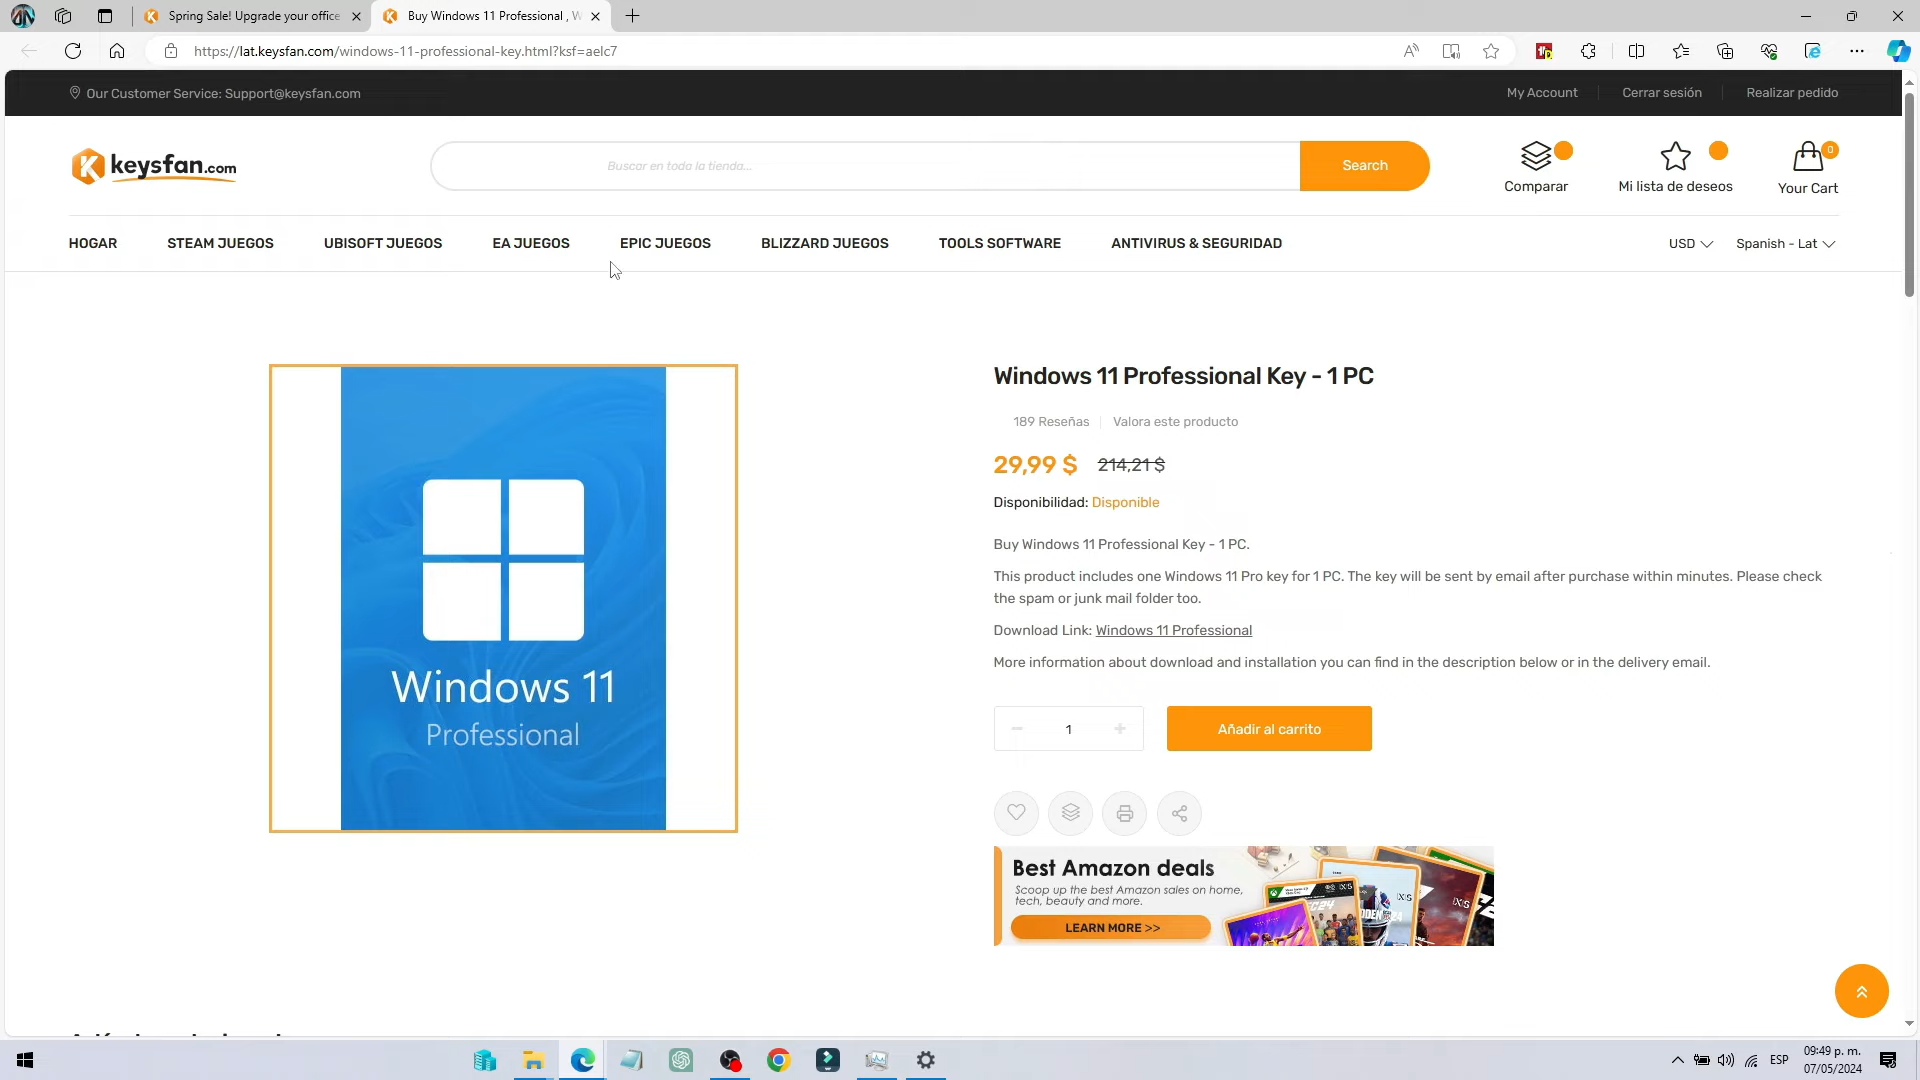 Spring Sale! Upgrade your office
Buy Windows 11 Professional , W
https://lat.keysfan.com/windows-11-professional-key.html?ksf=aelc7
Our Customer Service: Support@keysfan.com
My Account
Cerrar sesión
Realizar pedido
keysfan.com
Buscar en toda la tienda...
Search
Comparar
Mi lista de deseos
0
Your Cart
HOGAR
STEAM JUEGOS
UBISOFT JUEGOS
EA JUEGOS
EPIC JUEGOS
BLIZZARD JUEGOS
TOOLS SOFTWARE
ANTIVIRUS & SEGURIDAD
USD
Spanish - Lat
Windows 11
Professional
Windows 11 Professional Key - 1 PC
189 Reseñas
Valora este producto
29,99 $ 214,21 $
Disponibilidad: Disponible
Buy Windows 11 Professional Key - 1 PC.
This product includes one Windows 11 Pro key for 1 PC. The key will be sent by email after purchase within minutes. Please check
the spam or junk mail folder too.
Download Link: Windows 11 Professional
More information about download and installation you can find in the description below or in the delivery email.
1
Añadir al carrito
Best Amazon deals
Scoop up the best Amazon sales on home,
tech, beauty and more.
LEARN MORE >>
ESP
09:49 p. m.
07/05/2024